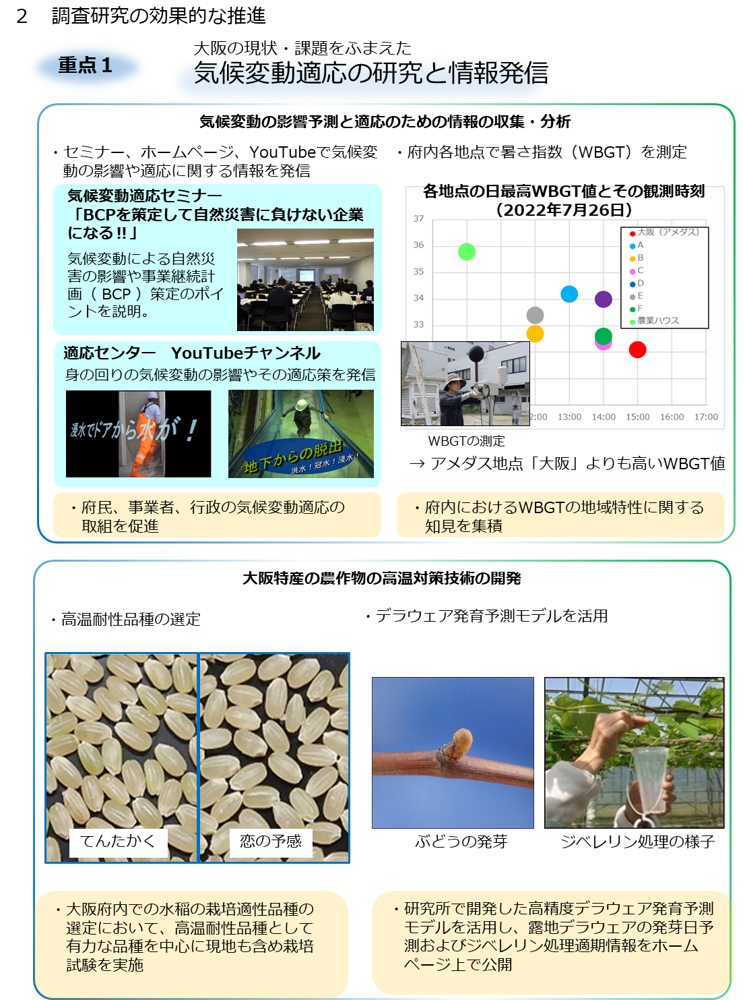 2　調査研究の効果的な推進
重点１
大阪の現状・課題をふまえた
気候変動適応の研究と情報発信
気候変動の影響予測と適応のための情報の収集・分析
・セミナー、ホームページ、YouTubeで気候変
動の影響や適応に関する情報を発信
気候変動適応セミナー
「BCPを策定して自然災害に負けない企業
になる‼」
気候変動による自然災
害の影響や事業継続計
画（ BCP ）策定のポイ
ントを説明。
適応センター　YouTubeチャンネル
身の回りの気候変動の影響やその適応策を発信
浸水でドアから水が！
地下からの脱出
洪水！冠水！浸水！
・府民、事業者、行政の気候変動適応の
取組を促進
・府内各地点で暑さ指数（WBGT）を測定
各地点の日最高WBGT値とその観測時刻
（2022年7月26日）
37
36
35
34
33
大阪（アメダス）
A
B
C
D
E
F
農業ハウス
2:00 13:00 14:00 15:00 16:00 17:00
WBGTの測定
→ アメダス地点「大阪」よりも高いWBGT値
・府内におけるWBGTの地域特性に関する
知見を集積
大阪特産の農作物の高温対策技術の開発
・高温耐性品種の選定
てんたかく
恋の予感
・大阪府内での水稲の栽培適性品種の
選定において、高温耐性品種として
有力な品種を中心に現地も含め栽培
試験を実施
・デラウェア発育予測モデルを活用
ぶどうの発芽
ジベレリン処理の様子
・研究所で開発した高精度デラウェア発育予測
モデルを活用し、露地デラウェアの発芽日予
測およびジベレリン処理適期情報をホーム
ページ上で公開